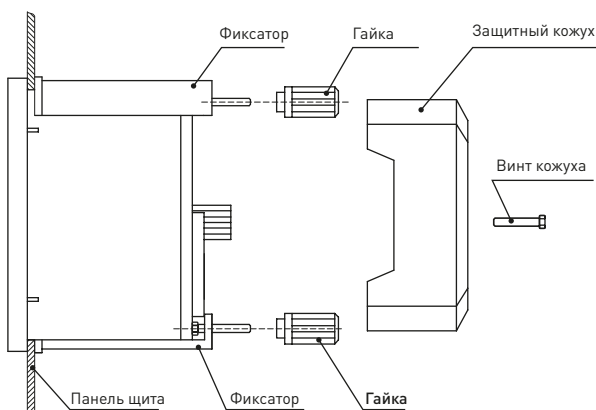 Фиксатор
Гайка
Защитный кожух
Винт кожуха
Панель щита
Фиксатор
Гайка